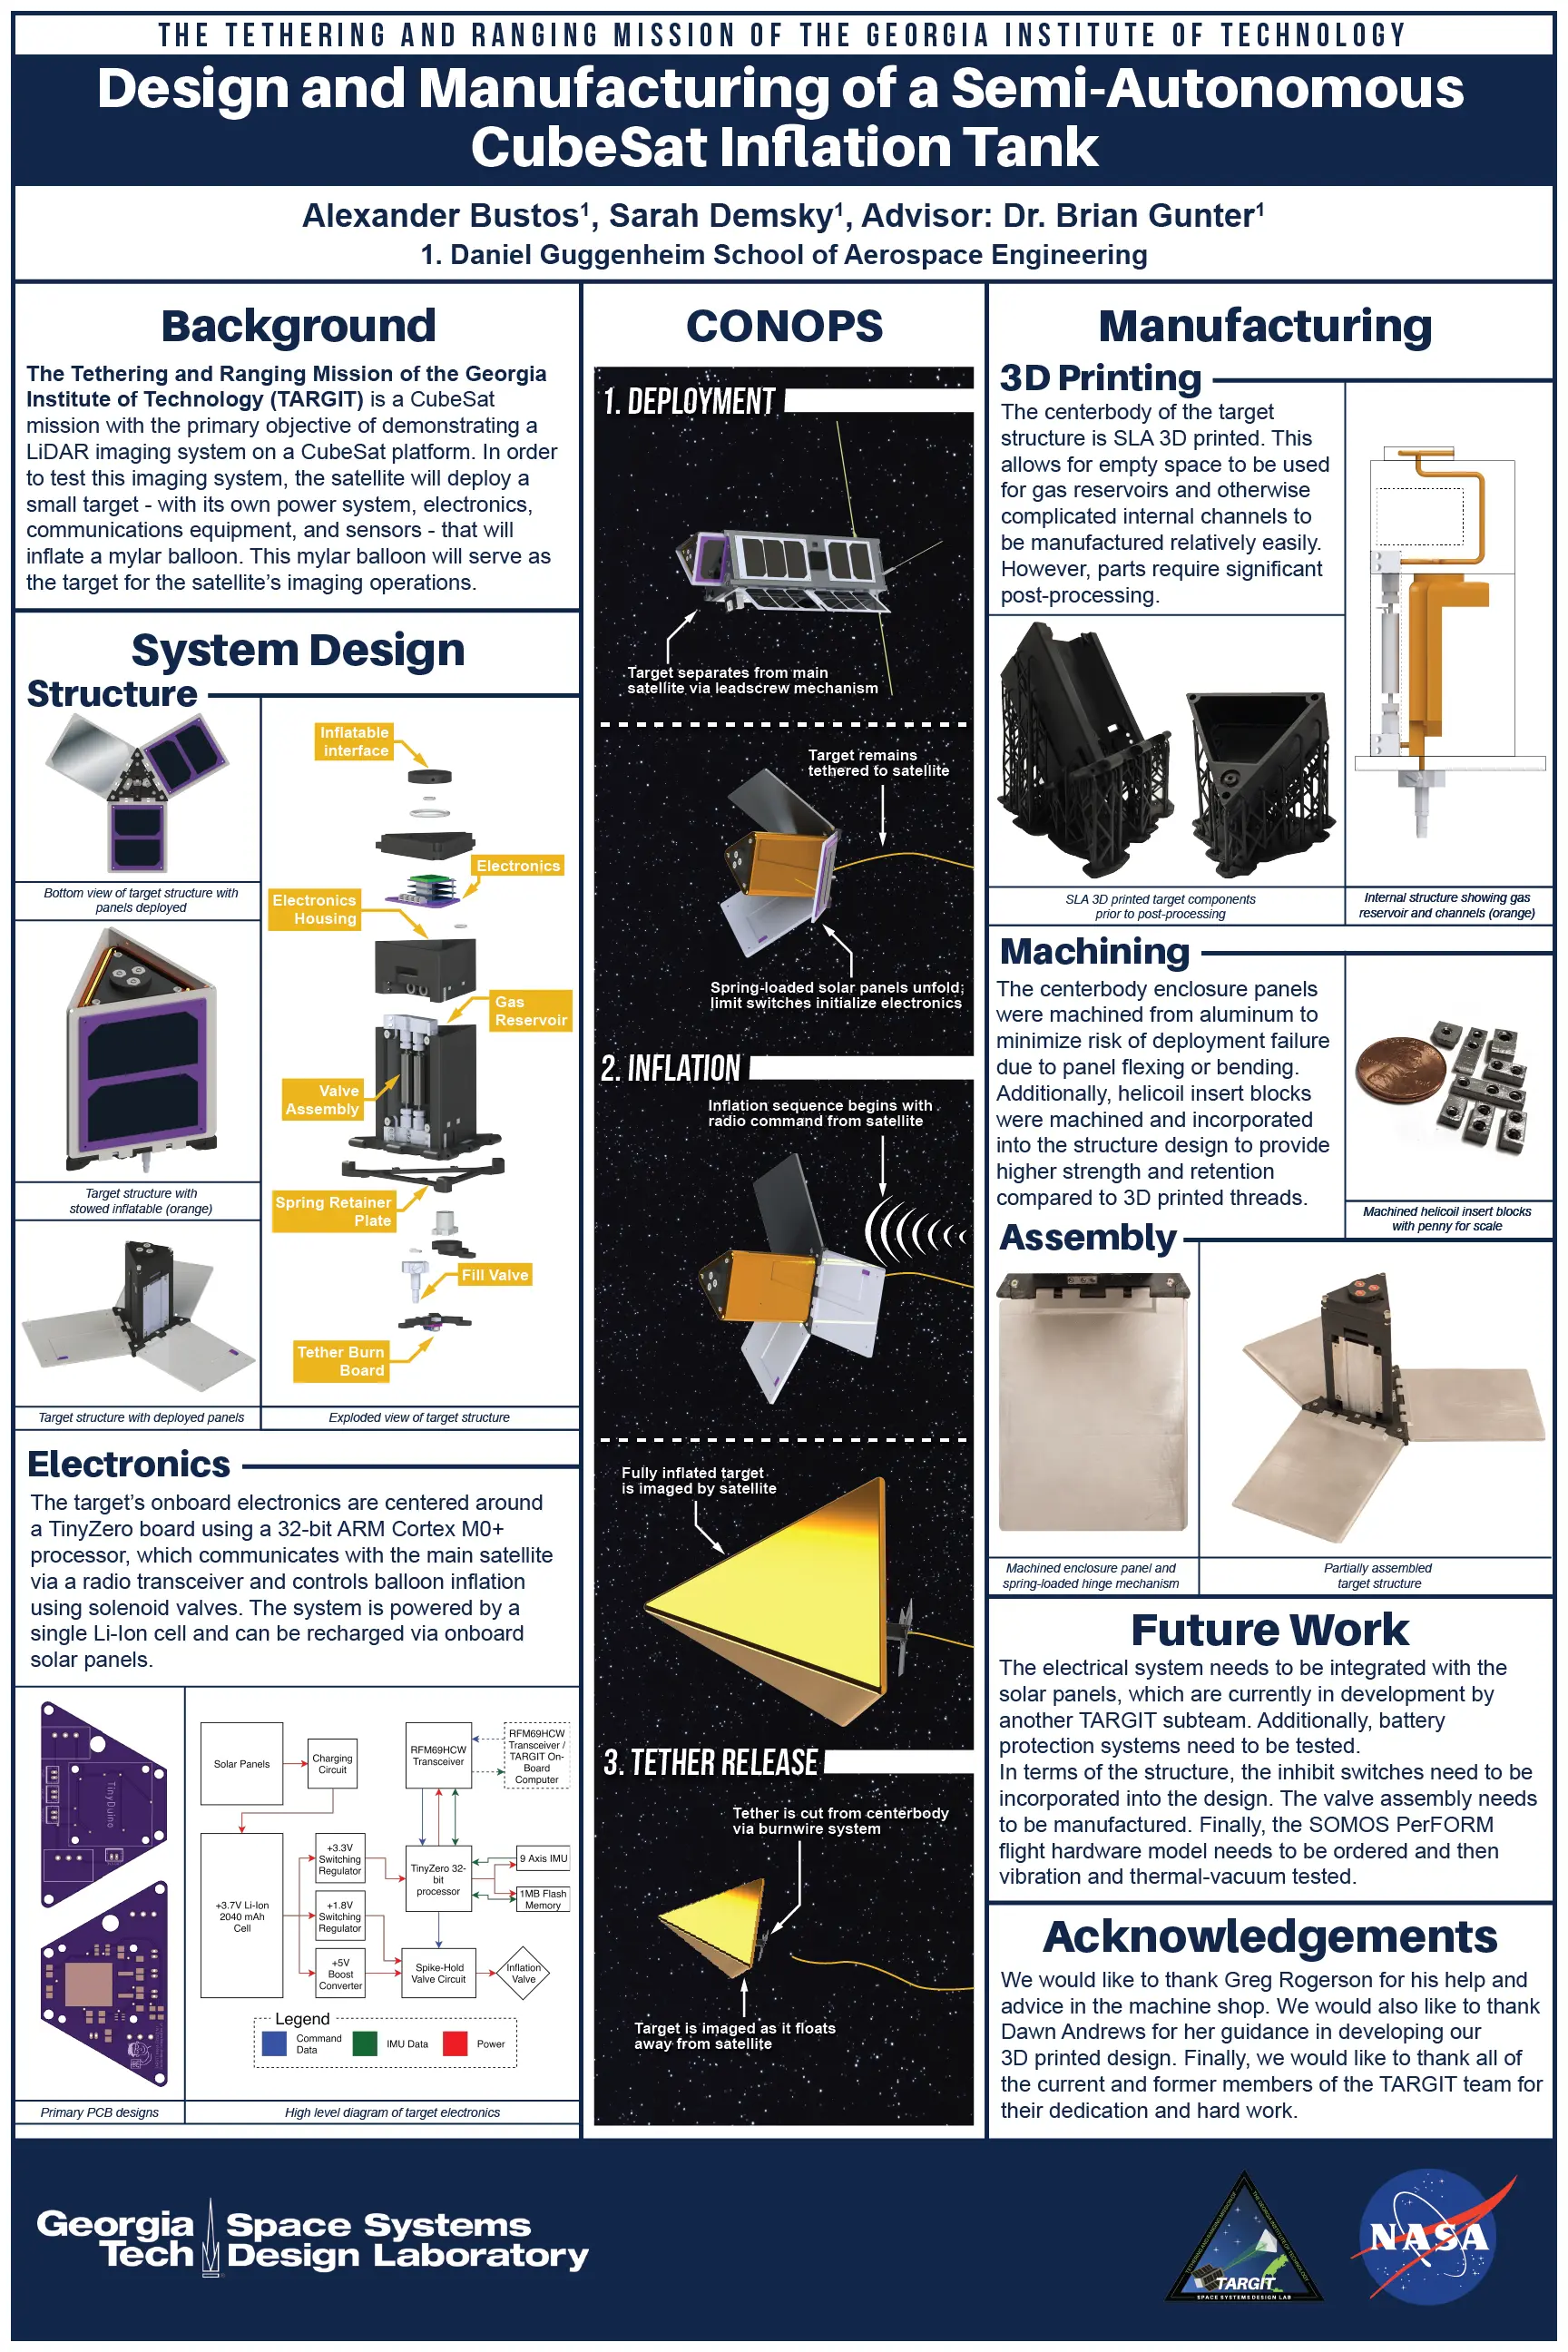 THE TETHERING AND RANGING MISSION OF THE GEORGIA INSTITUTE OF TECHNOLOGY
Design and Manufacturing of a Semi-Autonomous
CubeSat Inflation Tank
Alexander Bustos¹, Sarah Demsky¹, Advisor: Dr. Brian Gunter¹
1. Daniel Guggenheim School of Aerospace Engineering
Background
The Tethering and Ranging Mission of the Georgia
Institute of Technology (TARGIT) is a CubeSat
mission with the primary objective of demonstrating a
LiDAR imaging system on a CubeSat platform. In order
to test this imaging system, the satellite will deploy a
small target - with its own power system, electronics,
communications equipment, and sensors - that will
inflate a mylar balloon. This mylar balloon will serve as
the target for the satellite's imaging operations.
System Design
Structure
Bottom view of target structure with
panels deployed
Target structure with
stowed inflatable (orange)
Target structure with deployed panels
Inflatable
interface
Electronics
Electronics
Housing
Gas
Reservoir
Valve
Assembly
Spring Retainer
Plate
Fill Valve
Tether Burn
Board
Exploded view of target structure
Electronics
The target's onboard electronics are centered around
a TinyZero board using a 32-bit ARM Cortex M0+
processor, which communicates with the main satellite
via a radio transceiver and controls balloon inflation
using solenoid valves. The system is powered by a
single Li-Ion cell and can be recharged via onboard
solar panels.
TinyDuino
Primary PCB designs
Solar Panels
Charging
Circuit
RFM69HCW
Transceiver
RFM69HCW
Transceiver /
TARGIT On-
Board
Computer
+3.7V Li-Ion
2040 mAh
Cell
+3.3V
Switching
Regulator
+1.8V
Switching
Regulator
+5V
Boost
Converter
TinyZero 32-
bit
processor
9 Axis IMU
1MB Flash
Memory
Spike-Hold
Valve Circuit
Inflation
Valve
Legend
Command
Data
IMU Data
Power
High level diagram of target electronics
CONOPS
1. DEPLOYMENT
Target separates from main
satellite via leadscrew mechanism
Target remains
tethered to satellite
Spring-loaded solar panels unfold;
limit switches initialize electronics
2. INFLATION
Inflation sequence begins with
radio command from satellite
Fully inflated target
is imaged by satellite
3. TETHER RELEASE
Tether is cut from centerbody
via burnwire system
Target is imaged as it floats
away from satellite
Manufacturing
3D Printing
The centerbody of the target
structure is SLA 3D printed. This
allows for empty space to be used
for gas reservoirs and otherwise
complicated internal channels to
be manufactured relatively easily.
However, parts require significant
post-processing.
SLA 3D printed target components
prior to post-processing
Internal structure showing gas
reservoir and channels (orange)
Machining
The centerbody enclosure panels
were machined from aluminum to
minimize risk of deployment failure
due to panel flexing or bending.
Additionally, helicoil insert blocks
were machined and incorporated
into the structure design to provide
higher strength and retention
compared to 3D printed threads.
Machined helicoil insert blocks
with penny for scale
Assembly
Machined enclosure panel and
spring-loaded hinge mechanism
Partially assembled
target structure
Future Work
The electrical system needs to be integrated with the
solar panels, which are currently in development by
another TARGIT subteam. Additionally, battery
protection systems need to be tested.
In terms of the structure, the inhibit switches need to be
incorporated into the design. The valve assembly needs
to be manufactured. Finally, the SOMOS PerFORM
flight hardware model needs to be ordered and then
vibration and thermal-vacuum tested.
Acknowledgements
We would like to thank Greg Rogerson for his help and
advice in the machine shop. We would also like to thank
Dawn Andrews for her guidance in developing our
3D printed design. Finally, we would like to thank all of
the current and former members of the TARGIT team for
their dedication and hard work.
Georgia
Tech
Space Systems
Design Laboratory
TARGIT
SPACE SYSTEMS DESIGN LAB
NASA